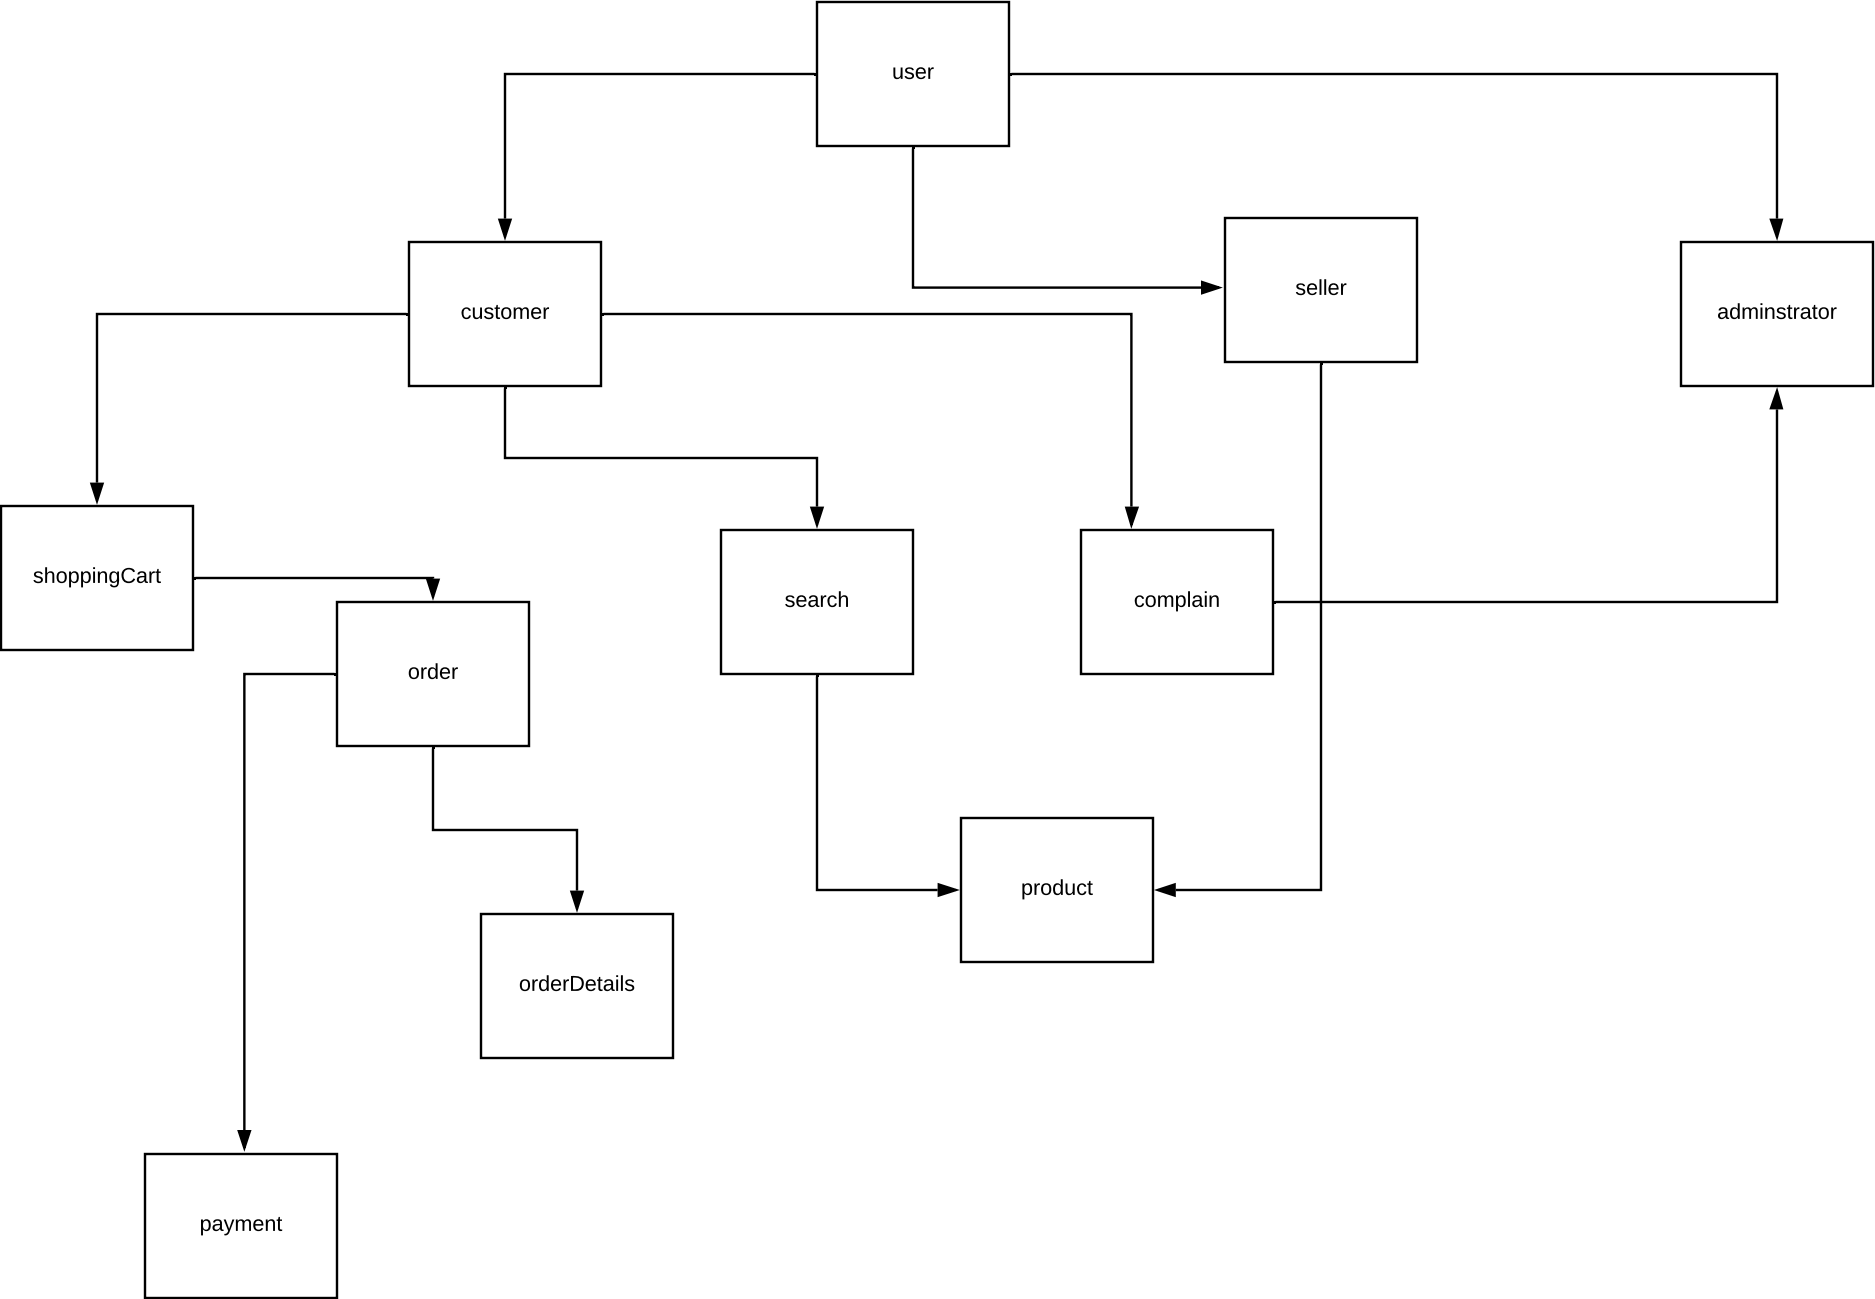 user
seller
customer
adminstrator
shoppingCart
search
complain
order
product
orderDetails
payment